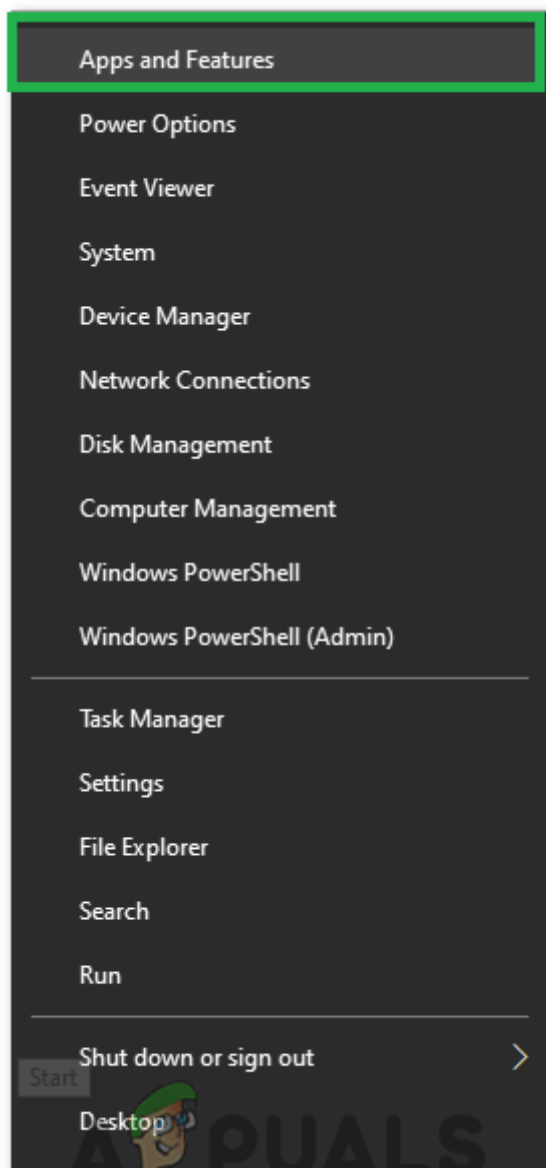 Apps and Features
Power Options
Event Viewer
System
Device Manager
Network Connections
Disk Management
Computer Management
Windows PowerShell
Windows PowerShell (Admin)
Task Manager
Settings
File Explorer
Search
Run
Shut down or sign out
Start
Desktop
A PUALS